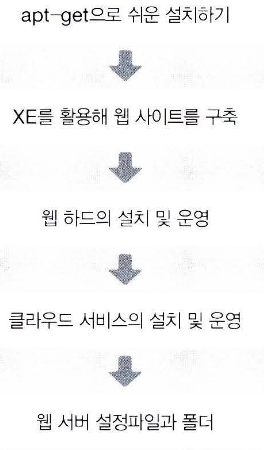 apt-get으로 쉬운 설치하기
XE를 활용해 웹 사이트를 구축
웹 하드의 설치 및 운영
클라우드 서비스의 설치 및 운영
웹 서버 설정파일과 폴더